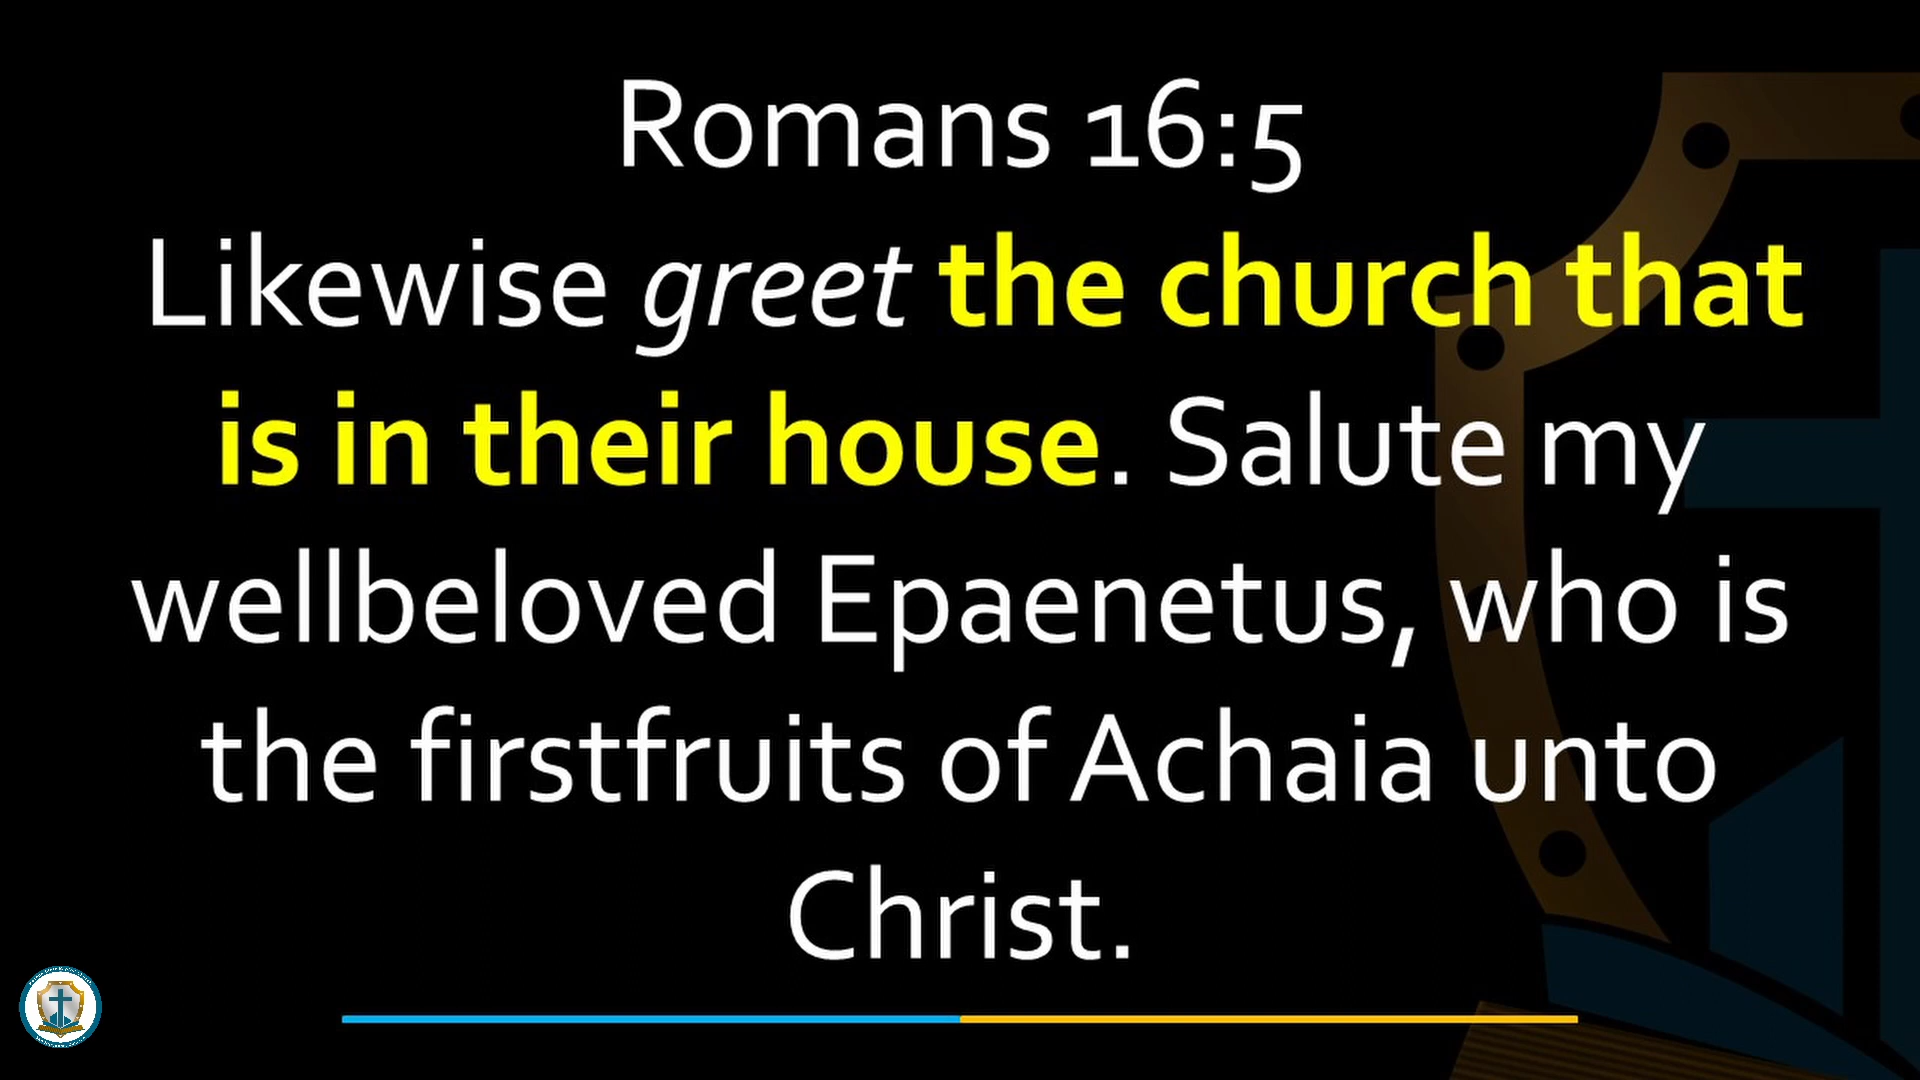 Romans 16:5
Likewise greet the church that
is in their house. Salute my
wellbeloved Epaenetus, who is
the firstfruits of Achaia unto
Christ.